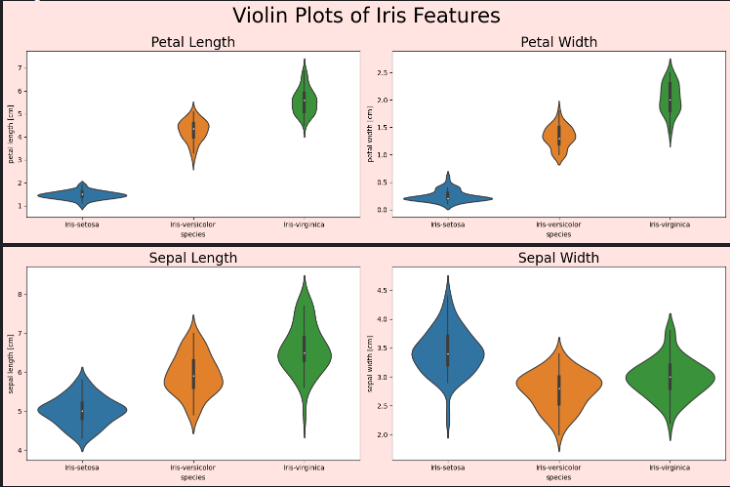 Violin Plots of Iris Features
Petal Length
petal length [cm]
7
6
5
4
3
2
1
Iris-setosa Iris-versicolor Iris-virginica
species
Petal Width
petal width [cm]
2.5
2.0
1.5
1.0
0.5
0.0
Iris-setosa Iris-versicolor Iris-virginica
species
Sepal Length
sepal length [cm]
8
7
6
5
4
Iris-setosa Iris-versicolor Iris-virginica
species
Sepal Width
sepal width [cm]
4.5
4.0
3.5
3.0
2.5
2.0
Iris-setosa Iris-versicolor Iris-virginica
species